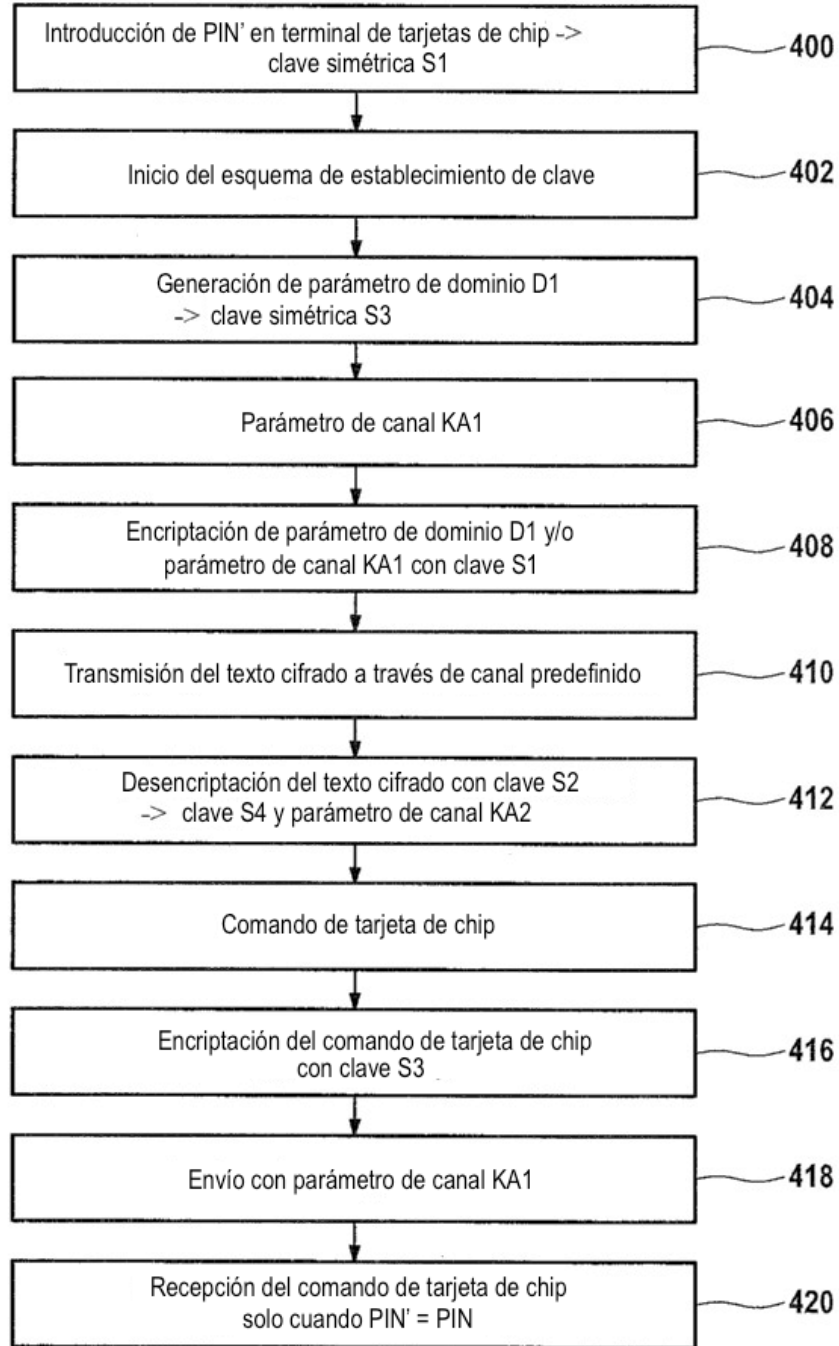 Introducción de PIN' en terminal de tarjetas de chip ->
clave simétrica S1
400
Inicio del esquema de establecimiento de clave
402
Generación de parámetro de dominio D1
-> clave simétrica S3
404
Parámetro de canal KA1
406
Encriptación de parámetro de dominio D1 y/o
parámetro de canal KA1 con clave S1
408
Transmisión del texto cifrado a través de canal predefinido
410
Desencriptación del texto cifrado con clave S2
-> clave S4 y parámetro de canal KA2
412
Comando de tarjeta de chip
414
Encriptación del comando de tarjeta de chip
con clave S3
416
Envío con parámetro de canal KA1
418
Recepción del comando de tarjeta de chip
solo cuando PIN' = PIN
420